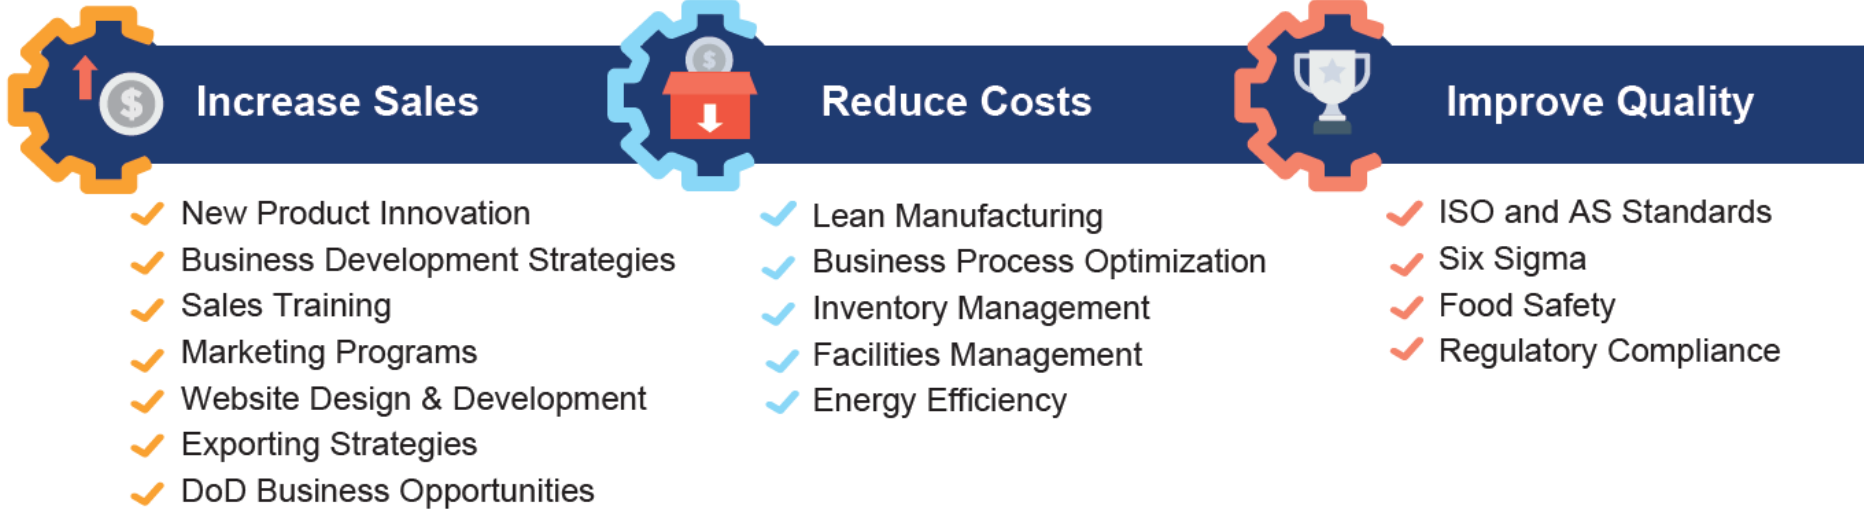 Increase Sales
New Product Innovation
Business Development Strategies
Sales Training
Marketing Programs
Website Design & Development
Exporting Strategies
DoD Business Opportunities
$
Reduce Costs
Lean Manufacturing
Business Process Optimization
Inventory Management
Facilities Management
Energy Efficiency
$
Improve Quality
ISO and AS Standards
Six Sigma
Food Safety
Regulatory Compliance